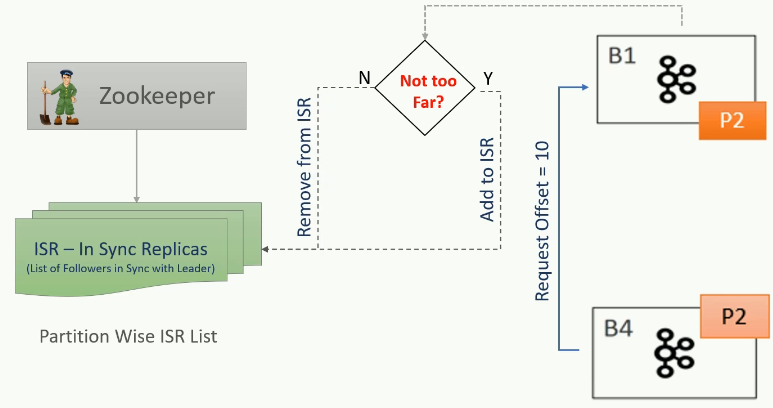 Zookeeper
ISR – In Sync Replicas
(List of Followers in Sync with Leader)
Partition Wise ISR List
N
Not too
Far?
Y
Remove from ISR
Add to ISR
Request Offset = 10
B1
P2
B4
P2